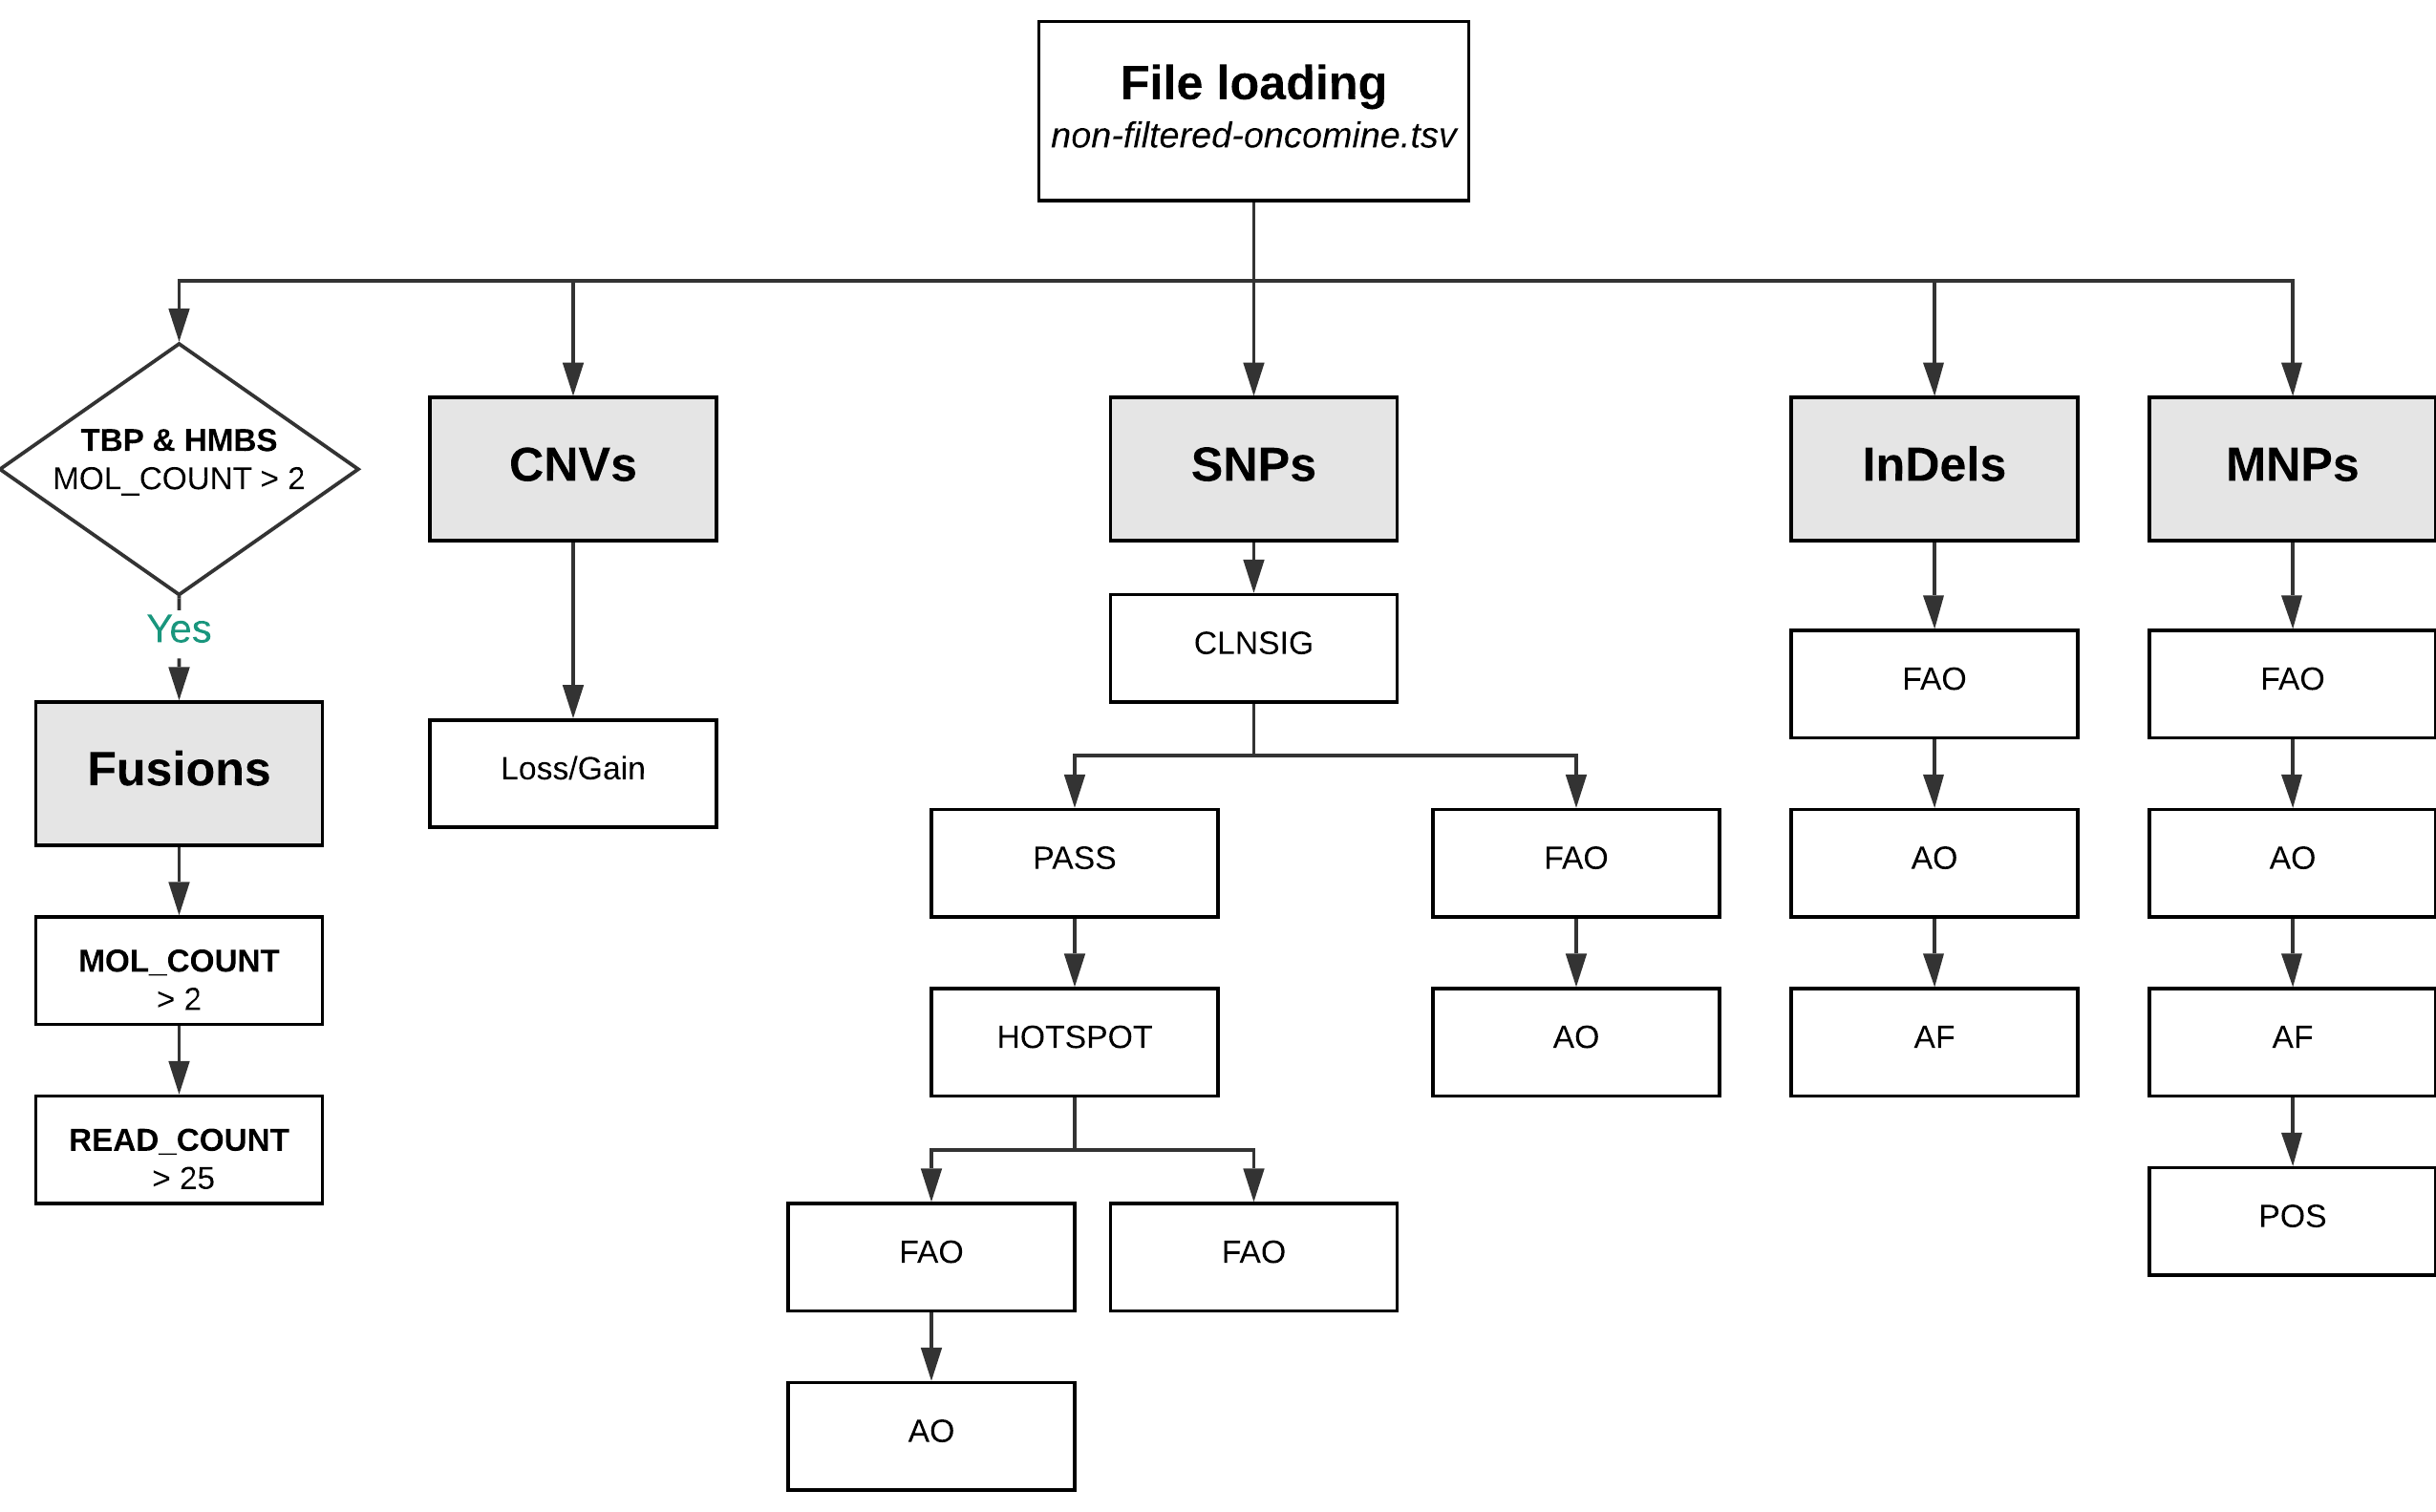 File loading
non-filtered-oncomine.tsv
TBP & HMBS
MOL_COUNT > 2
CNVs
SNPs
InDels
MNPs
Yes
CLNSIG
FAO
FAO
Fusions
Loss/Gain
PASS
FAO
AO
AO
MOL_COUNT
> 2
HOTSPOT
AO
AF
AF
READ_COUNT
> 25
POS
FAO
FAO
AO